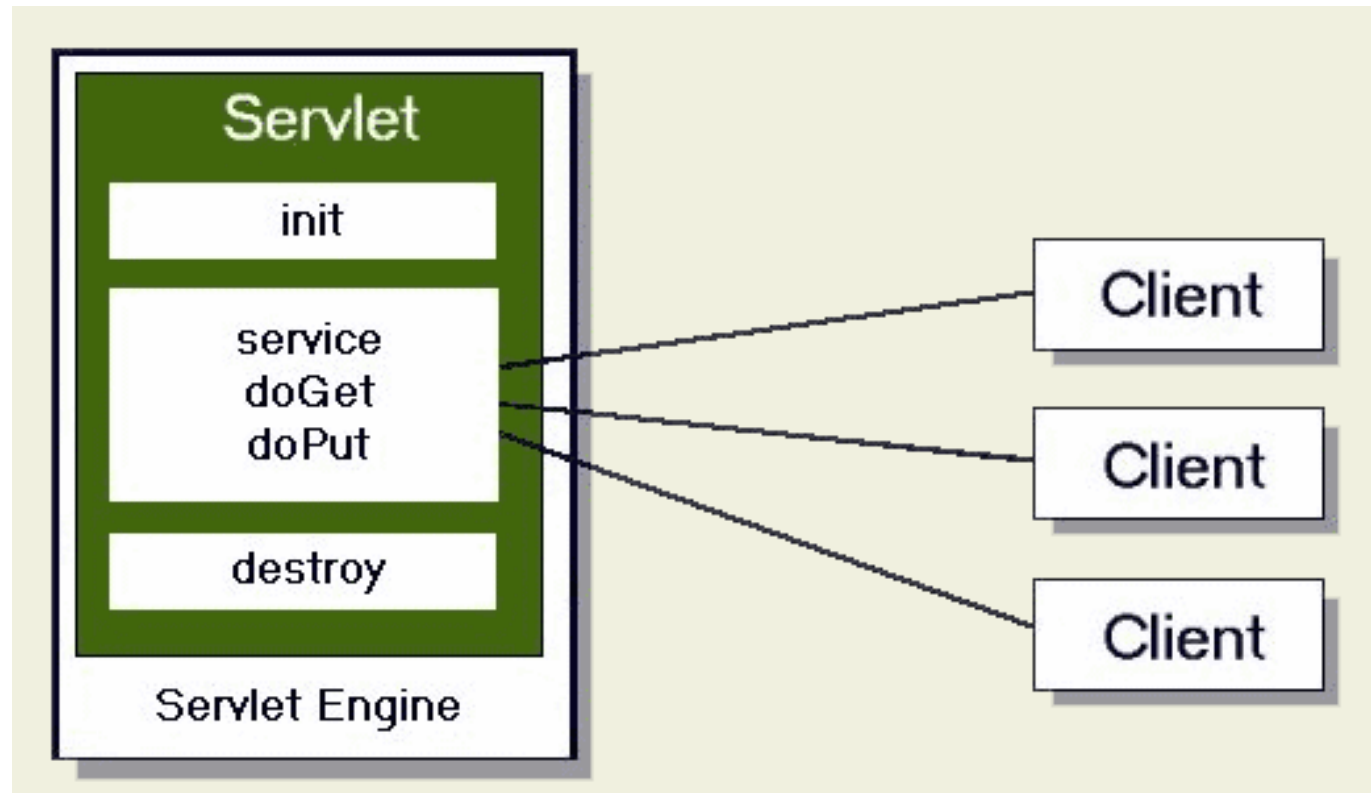 Servlet
init
service
doGet
doPut
destroy
Servlet Engine
Client
Client
Client